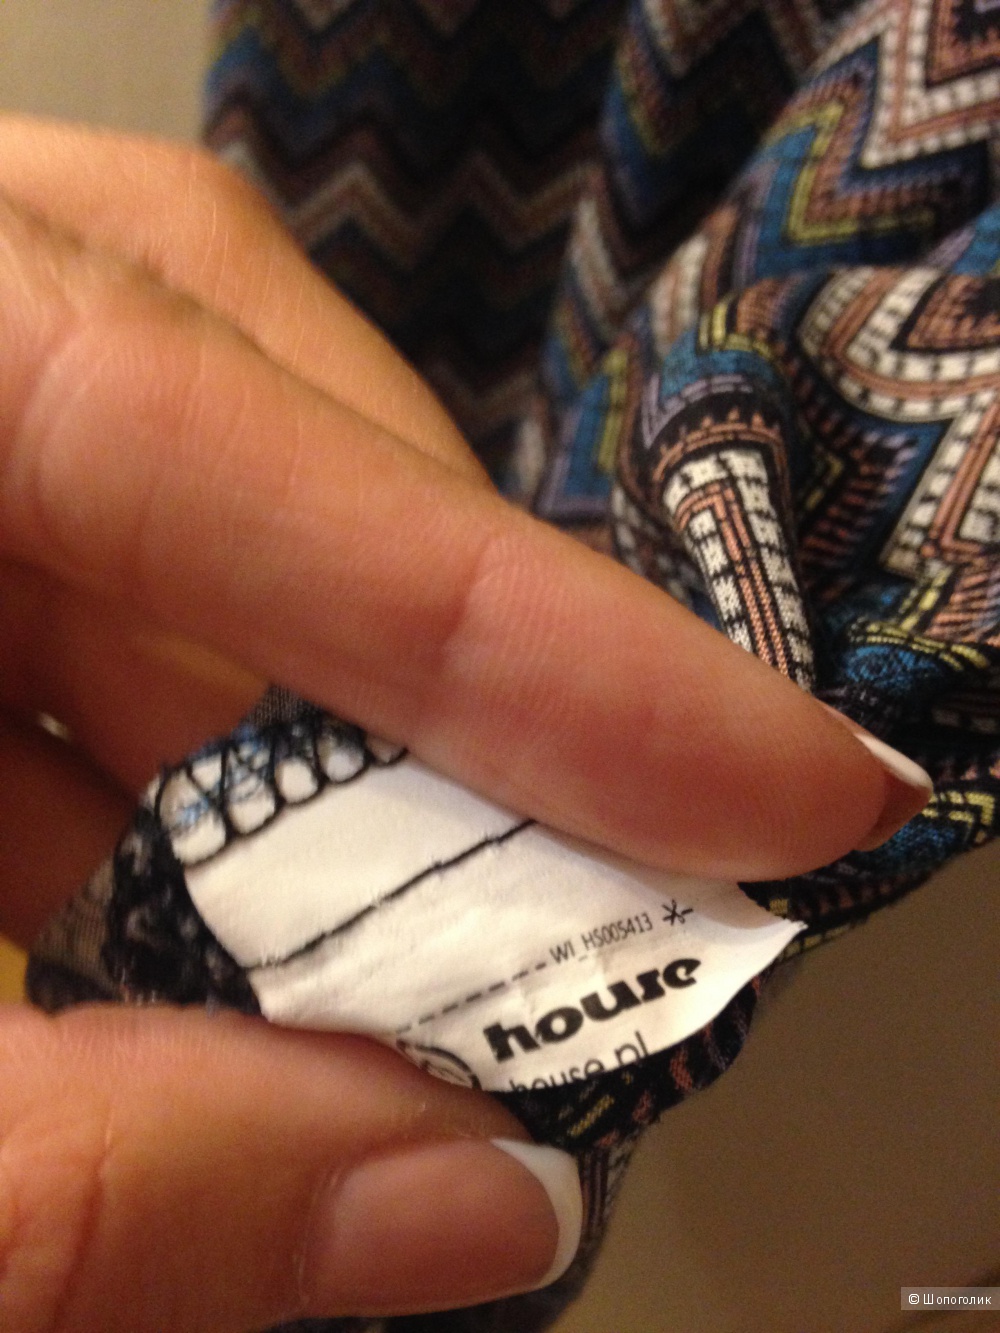 WI_HS005413
house
house.pl
© Шопоголик